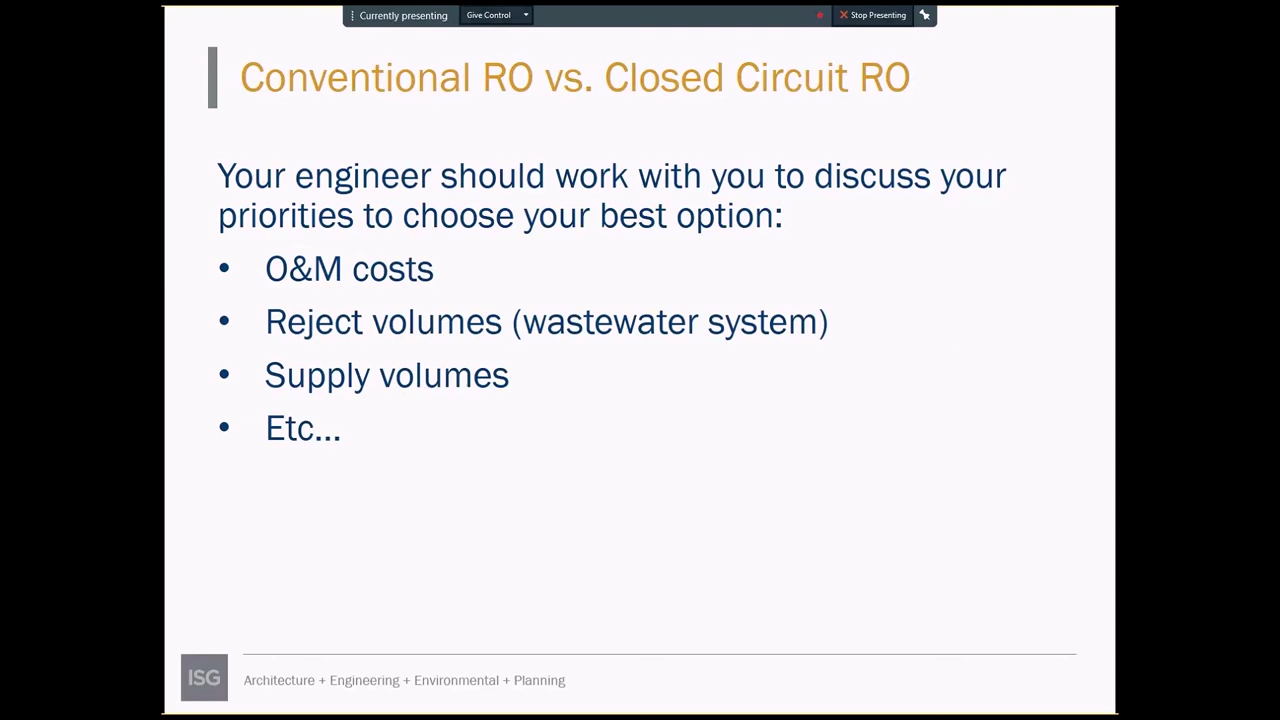 Currently presenting Give Control Stop Presenting
Conventional RO vs. Closed Circuit RO
Your engineer should work with you to discuss your
priorities to choose your best option:
• O&M costs
• Reject volumes (wastewater system)
• Supply volumes
• Etc...
ISG Architecture + Engineering + Environmental + Planning